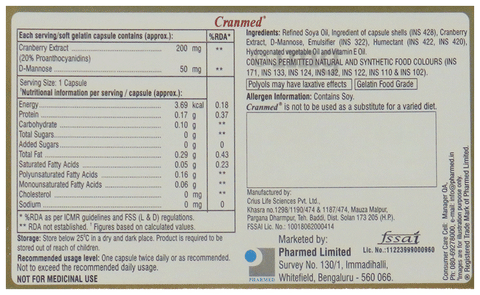 Cranmed®
Each serving/soft gelatin capsule contains (approx.): %RDA*
Cranberry Extract 200 mg **
(20% Proanthocyanidins)
D-Mannose 50 mg **
Serving Size: 1 Capsule
†Nutritional information per serving / capsule (approx.):
Energy 3.69 kcal 0.18
Protein 0.17 g 0.37
Carbohydrate 0.10 g **
Total Sugars 0 g **
Added Sugars 0 g 0
Total Fat 0.29 g 0.43
Saturated Fatty Acids 0.05 g 0.23
Polyunsaturated Fatty Acids 0.16 g **
Monounsaturated Fatty Acids 0.06 g **
Cholesterol 0 mg **
Sodium 0 mg 0
* %RDA as per ICMR guidelines and FSS (L & D) regulations.
** RDA not established. † Figures based on calculated values.
Storage: Store below 25°C in a dry and dark place. Product is required to be
stored out of reach of children.
Recommended usage level: One capsule twice daily or as recommended.
Not to exceed the recommended daily usage.
NOT FOR MEDICINAL USE
Ingredients: Refined Soya Oil, Ingredient of capsule shells (INS 428), Cranberry
Extract, D-Mannose, Emulsifier (INS 322), Humectant (INS 422, INS 420),
Hydrogenated vegetable Oil and Vitamin E Oil.
CONTAINS PERMITTED NATURAL AND SYNTHETIC FOOD COLOURS (INS
171, INS 133, INS 124, INS 132, INS 122, INS 110 & INS 102).
Polyols may have laxative effects Gelatin Food Grade
Allergen Information: Contains Soy.
Cranmed® is not to be used as a substitute for a varied diet.
Manufactured by:
Crius Life Sciences Pvt. Ltd.,
Khasra no.1298/1190/474 & 1187/474, Mauza Malpur,
Pargana Dharmpur, Teh. Baddi, Dist. Solan 173 205 (H.P.).
FSSAI Lic. No.: 10018062000414
Marketed by:
Pharmed Limited
Survey No. 130/1, Immadihalli,
Whitefield, Bengaluru - 560 066.
PHARMED
fssai
Lic. No.:11223999000960
Consumer Care Cell: Manager QA,
*Images are for illustration purpose only.
® Registered Trade Mark of Pharmed Limited.